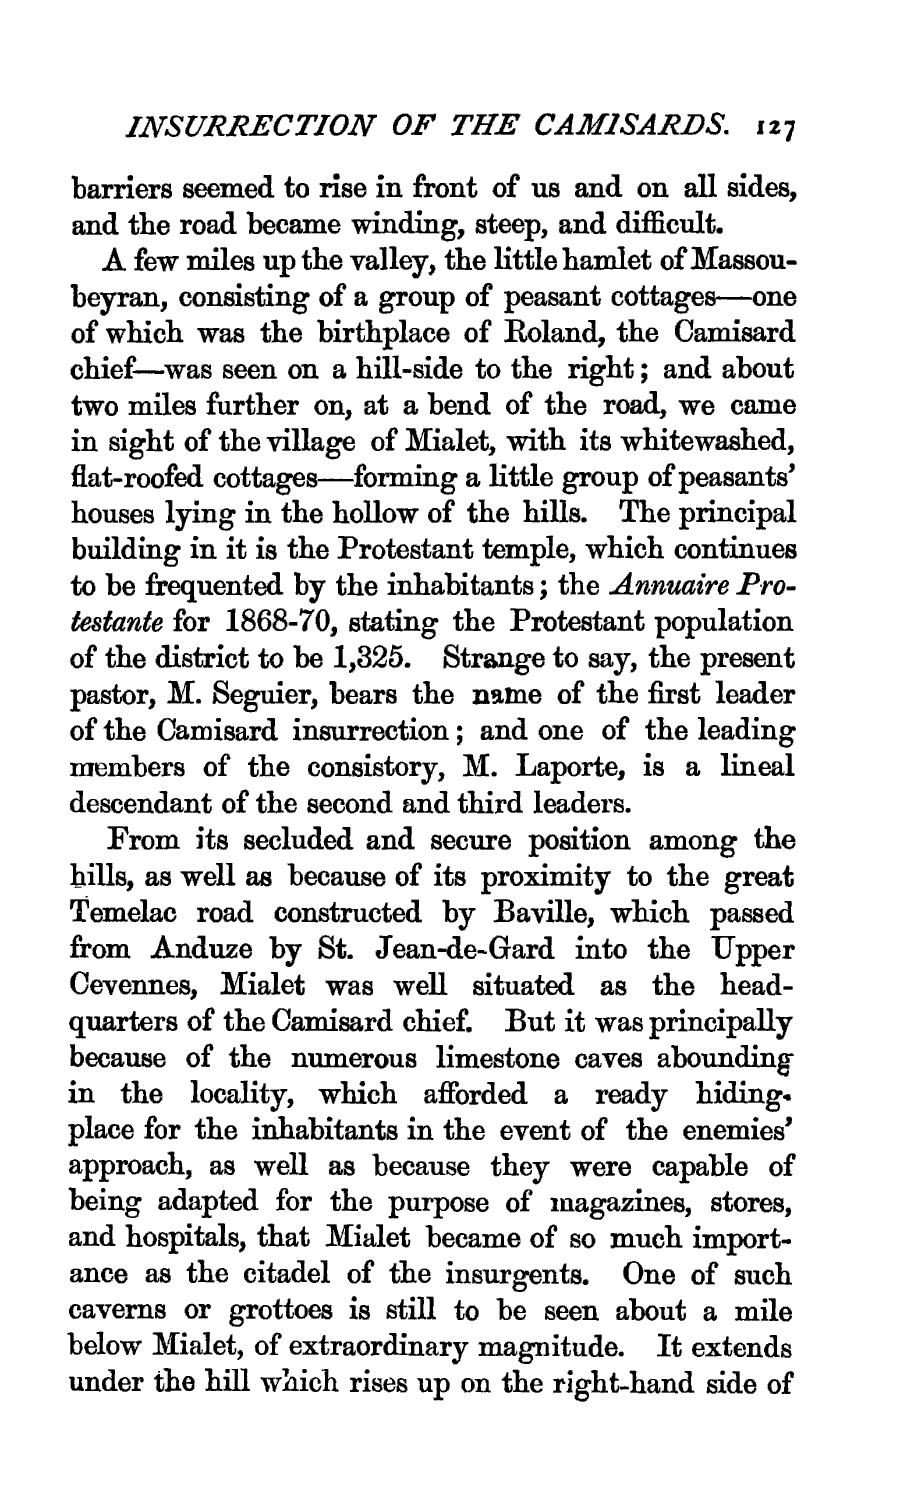 INSURRECTION OF THE CAMISARDS. 127
barriers seemed to rise in front of us and on all sides,
and the road became winding, steep, and difficult.
A few miles up the valley, the little hamlet of Massou-
beyran, consisting of a group of peasant cottages—one
of which was the birthplace of Roland, the Camisard
chief—was seen on a hill-side to the right; and about
two miles further on, at a bend of the road, we came
in sight of the village of Mialet, with its whitewashed,
flat-roofed cottages—forming a little group of peasants'
houses lying in the hollow of the hills. The principal
building in it is the Protestant temple, which continues
to be frequented by the inhabitants; the Annuaire Pro-
testante for 1868-70, stating the Protestant population
of the district to be 1,325. Strange to say, the present
pastor, M. Seguier, bears the name of the first leader
of the Camisard insurrection; and one of the leading
members of the consistory, M. Laporte, is a lineal
descendant of the second and third leaders.
From its secluded and secure position among the
hills, as well as because of its proximity to the great
Temelac road constructed by Baville, which passed
from Anduze by St. Jean-de-Gard into the Upper
Cevennes, Mialet was well situated as the head-
quarters of the Camisard chief. But it was principally
because of the numerous limestone caves abounding
in the locality, which afforded a ready hiding-
place for the inhabitants in the event of the enemies'
approach, as well as because they were capable of
being adapted for the purpose of magazines, stores,
and hospitals, that Mialet became of so much import-
ance as the citadel of the insurgents. One of such
caverns or grottoes is still to be seen about a mile
below Mialet, of extraordinary magnitude. It extends
under the hill which rises up on the right-hand side of